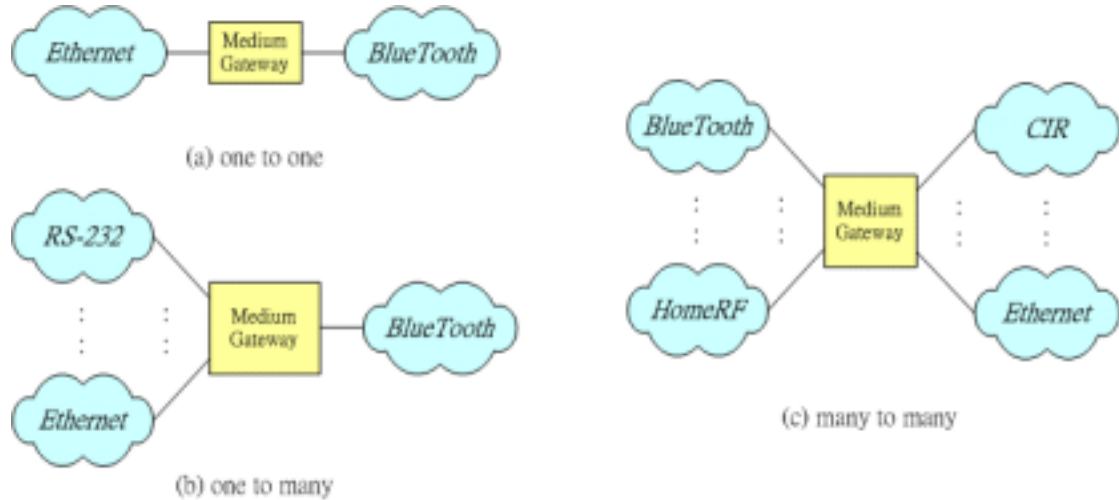 Ethernet
Medium
Gateway
BlueTooth
(a) one to one
RS-232
Medium
Gateway
BlueTooth
Ethernet
(b) one to many
BlueTooth
CIR
Medium
Gateway
HomeRF
Ethernet
(c) many to many